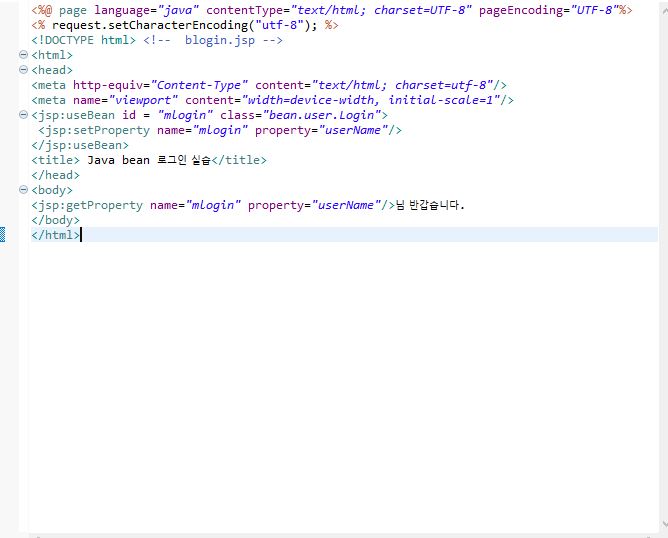 <%@ page language="java" contentType="text/html; charset=UTF-8" pageEncoding="UTF-8"%>
<% request.setCharacterEncoding("utf-8"); %>
<!DOCTYPE html> <!--  blogin.jsp -->
<html>
<head>
<meta http-equiv="Content-Type" content="text/html; charset=utf-8"/>
<meta name="viewport" content="width=device-width, initial-scale=1"/>
<jsp:useBean id = "mlogin" class="bean.user.Login">
 <jsp:setProperty name="mlogin" property="userName"/>
</jsp:useBean>
<title> Java bean 로그인 실습</title>
</head>
<body>
<jsp:getProperty name="mlogin" property="userName"/>님 반갑습니다.
</body>
</html>